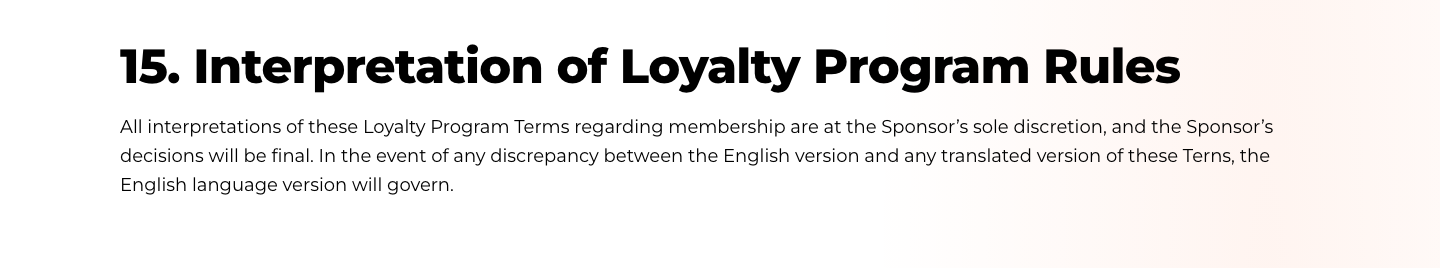 15. Interpretation of Loyalty Program Rules
All interpretations of these Loyalty Program Terms regarding membership are at the Sponsor’s sole discretion, and the Sponsor’s
decisions will be final. In the event of any discrepancy between the English version and any translated version of these Terns, the
English language version will govern.